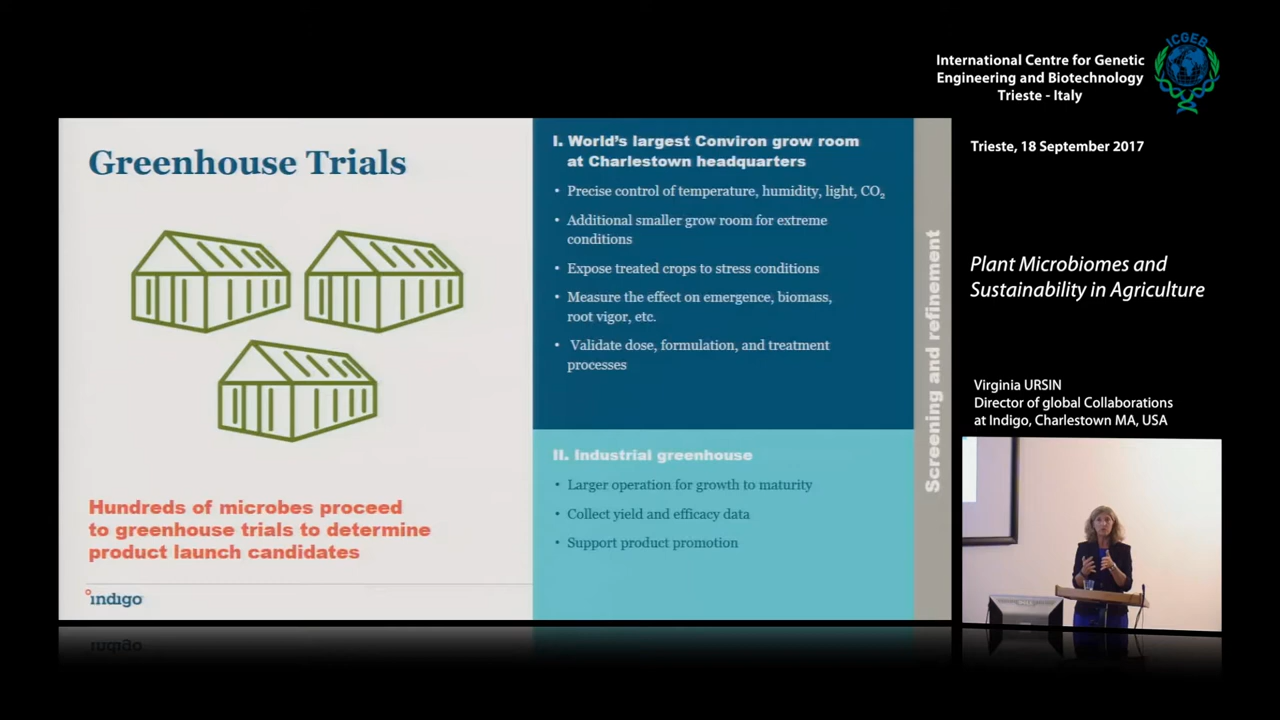 International Centre for Genetic
Engineering and Biotechnology
Trieste - Italy
ICGEB
Trieste, 18 September 2017
Plant Microbiomes and
Sustainability in Agriculture
Virginia URSIN
Director of global Collaborations
at Indigo, Charlestown MA, USA
Greenhouse Trials
Hundreds of microbes proceed
to greenhouse trials to determine
product launch candidates
indigo
I. World's largest Conviron grow room
at Charlestown headquarters
• Precise control of temperature, humidity, light, CO₂
• Additional smaller grow room for extreme
conditions
• Expose treated crops to stress conditions
• Measure the effect on emergence, biomass,
root vigor, etc.
• Validate dose, formulation, and treatment
processes
II. Industrial greenhouse
• Larger operation for growth to maturity
• Collect yield and efficacy data
• Support product promotion
Screening and refinement